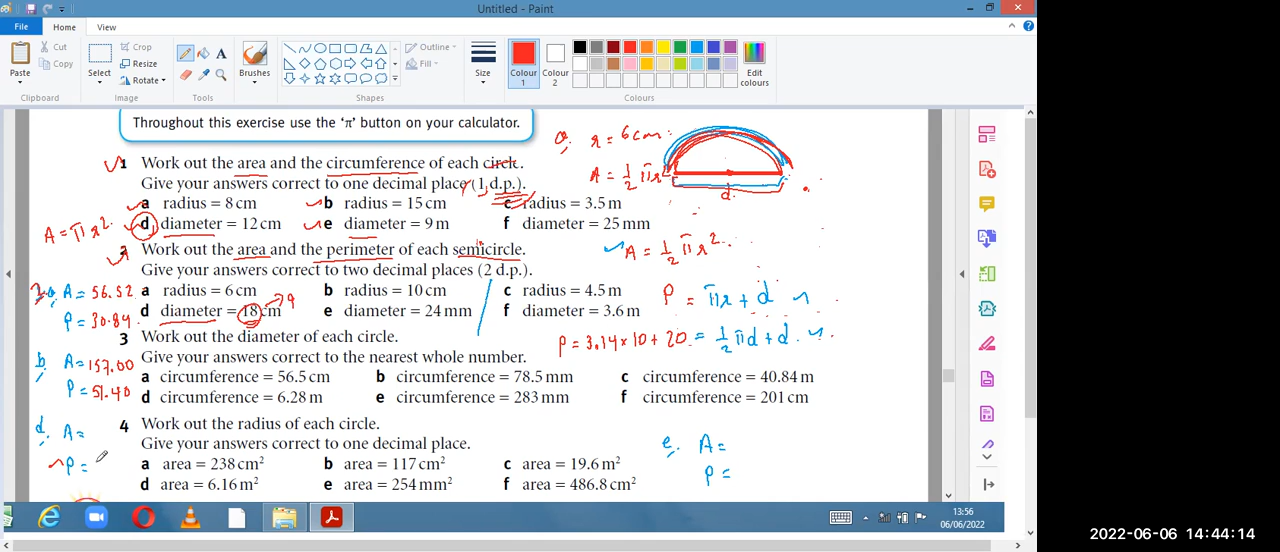 Untitled - Paint
File Home View
Paste Cut Copy Clipboard
Select Crop Resize Rotate Image
Tools
Brushes
Shapes Outline Fill
Size
Colour 1 Colour 2 Edit colours Colours
Throughout this exercise use the ‘π’ button on your calculator.
a. r = 6 cm
A = 1/2 πr²
d.
1 Work out the area and the circumference of each circle.
Give your answers correct to one decimal place (1 d.p.).
a radius = 8 cm b radius = 15 cm c radius = 3.5 m
d diameter = 12 cm e diameter = 9 m f diameter = 25 mm
A = πr²
2 Work out the area and the perimeter of each semicircle.
Give your answers correct to two decimal places (2 d.p.).
A = 1/2 πr².
a radius = 6 cm b radius = 10 cm c radius = 4.5 m
d diameter = 18 cm e diameter = 24 mm f diameter = 3.6 m
9
2. a. A = 56.52
P = 30.84
P = πr + d
P = 3.14 × 10 + 20 = 1/2 πd + d.
3 Work out the diameter of each circle.
Give your answers correct to the nearest whole number.
a circumference = 56.5 cm b circumference = 78.5 mm c circumference = 40.84 m
d circumference = 6.28 m e circumference = 283 mm f circumference = 201 cm
b. A = 157.00
P = 51.40
4 Work out the radius of each circle.
Give your answers correct to one decimal place.
a area = 238 cm² b area = 117 cm² c area = 19.6 m²
d area = 6.16 m² e area = 254 mm² f area = 486.8 cm²
d. A =
P =
e. A =
P =
13:56
06/06/2022
2022-06-06 14:44:14